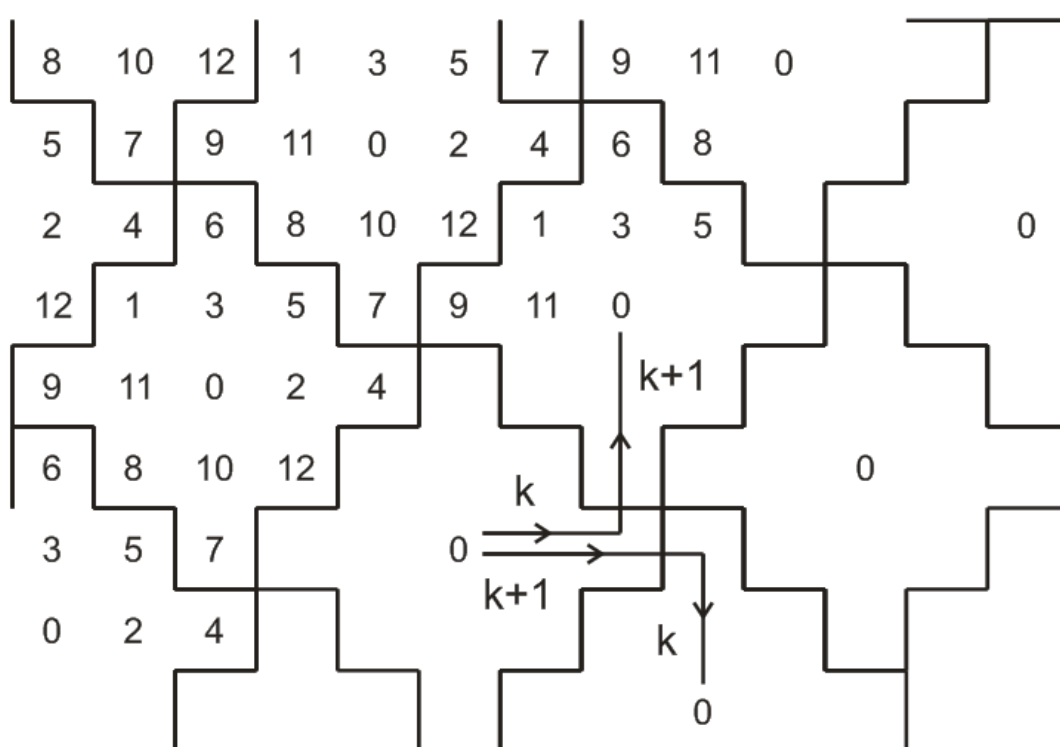 8 10 12 1 3 5 7 9 11 0
5 7 9 11 0 2 4 6 8
2 4 6 8 10 12 1 3 5 0
12 1 3 5 7 9 11 0
k+1
9 11 0 2 4
6 8 10 12 0
k
3 5 7 0
k+1
0 2 4 k
0